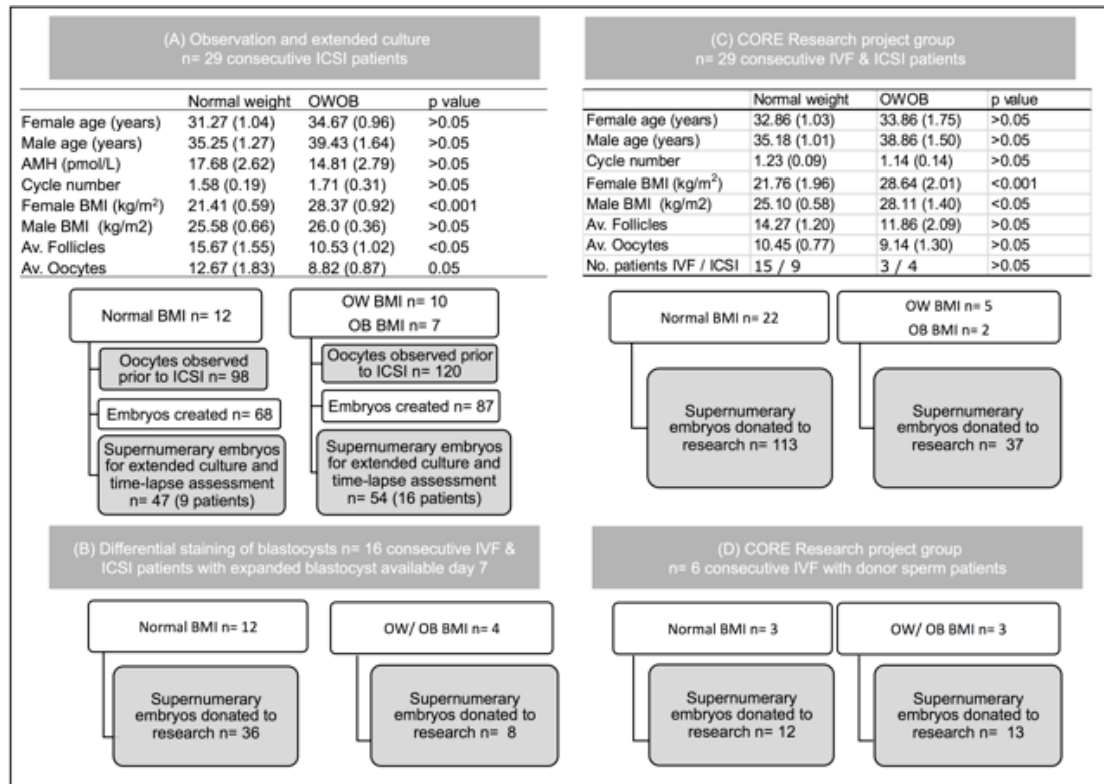 (A) Observation and extended culture
n= 29 consecutive ICSI patients
Normal weight OWOB p value
Female age (years) 31.27 (1.04) 34.67 (0.96) >0.05
Male age (years) 35.25 (1.27) 39.43 (1.64) >0.05
AMH (pmol/L) 17.68 (2.62) 14.81 (2.79) >0.05
Cycle number 1.58 (0.19) 1.71 (0.31) >0.05
Female BMI (kg/m²) 21.41 (0.59) 28.37 (0.92) <0.001
Male BMI (kg/m2) 25.58 (0.66) 26.0 (0.36) >0.05
Av. Follicles 15.67 (1.55) 10.53 (1.02) <0.05
Av. Oocytes 12.67 (1.83) 8.82 (0.87) 0.05
Normal BMI n= 12
Oocytes observed
prior to ICSI n= 98
Embryos created n= 68
Supernumerary embryos
for extended culture and
time-lapse assessment
n= 47 (9 patients)
OW BMI n= 10
OB BMI n= 7
Oocytes observed prior
to ICSI n= 120
Embryos created n= 87
Supernumerary embryos
for extended culture and
time-lapse assessment
n= 54 (16 patients)
(B) Differential staining of blastocysts n= 16 consecutive IVF &
ICSI patients with expanded blastocyst available day 7
Normal BMI n= 12
Supernumerary
embryos donated to
research n= 36
OW/ OB BMI n= 4
Supernumerary
embryos donated to
research n= 8
(C) CORE Research project group
n= 29 consecutive IVF & ICSI patients
Normal weight OWOB p value
Female age (years) 32.86 (1.03) 33.86 (1.75) >0.05
Male age (years) 35.18 (1.01) 38.86 (1.50) >0.05
Cycle number 1.23 (0.09) 1.14 (0.14) >0.05
Female BMI (kg/m²) 21.76 (1.96) 28.64 (2.01) <0.001
Male BMI (kg/m2) 25.10 (0.58) 28.11 (1.40) <0.05
Av. Follicles 14.27 (1.20) 11.86 (2.09) >0.05
Av. Oocytes 10.45 (0.77) 9.14 (1.30) >0.05
No. patients IVF / ICSI 15 / 9 3 / 4 >0.05
Normal BMI n= 22
Supernumerary
embryos donated to
research n= 113
OW BMI n= 5
OB BMI n= 2
Supernumerary
embryos donated to
research n= 37
(D) CORE Research project group
n= 6 consecutive IVF with donor sperm patients
Normal BMI n= 3
Supernumerary
embryos donated to
research n= 12
OW/ OB BMI n= 3
Supernumerary
embryos donated to
research n= 13